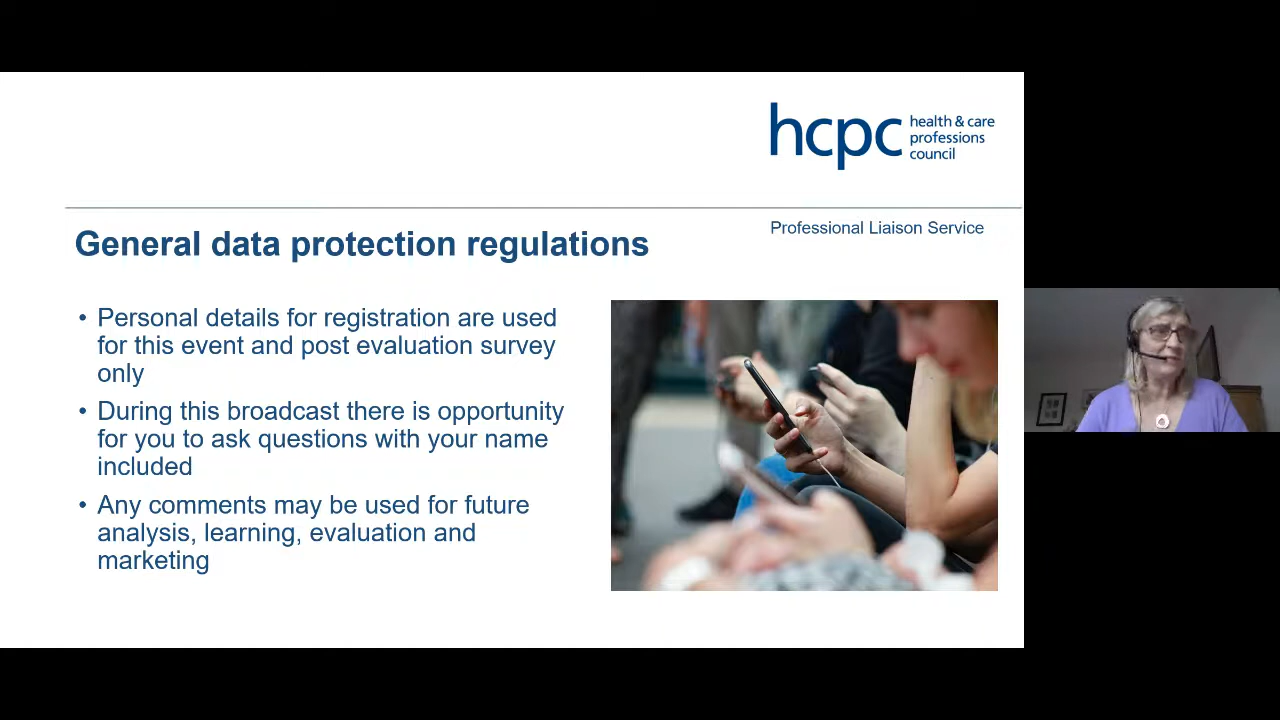 hcpc
health & care
professions
council
Professional Liaison Service
General data protection regulations
• Personal details for registration are used
for this event and post evaluation survey
only
• During this broadcast there is opportunity
for you to ask questions with your name
included
• Any comments may be used for future
analysis, learning, evaluation and
marketing